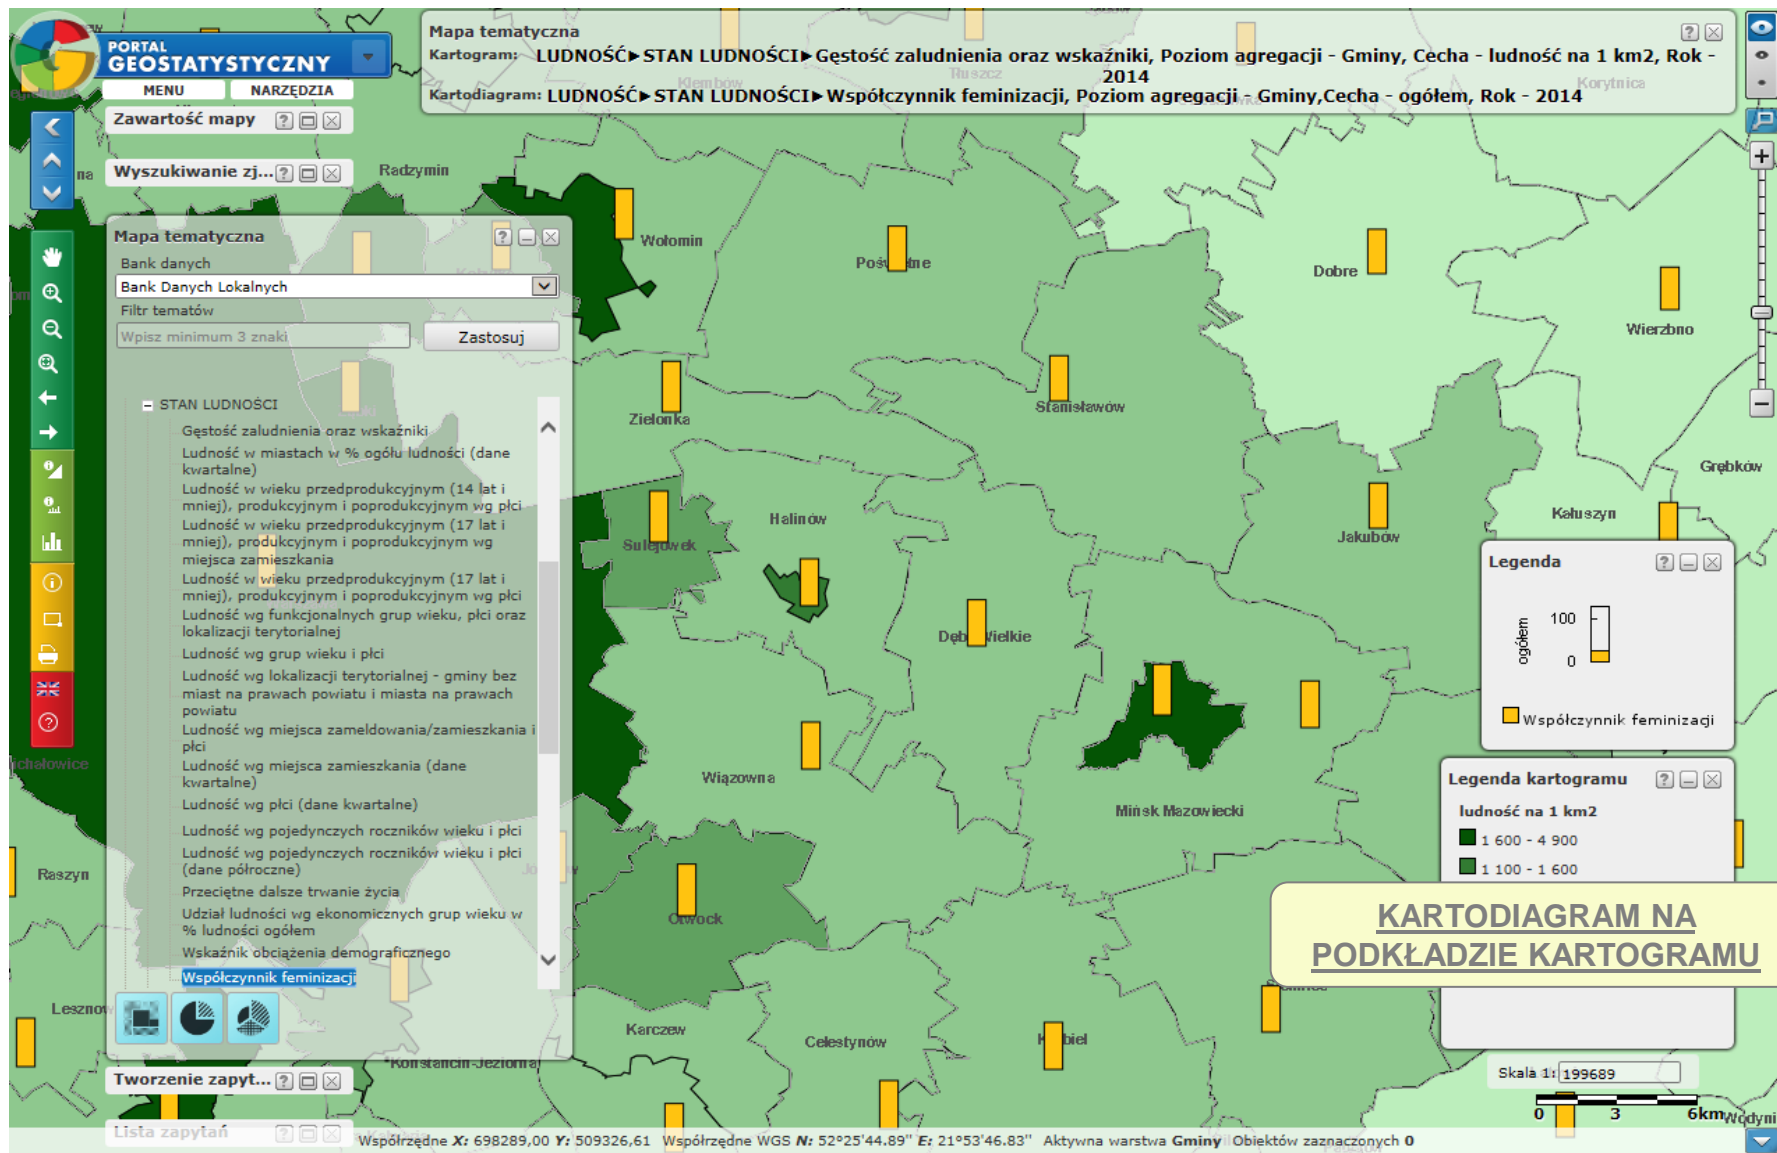 PORTAL
GEOSTATYSTYCZNY
MENU
NARZĘDZIA
Mapa tematyczna
Kartogram: LUDNOŚĆ▸STAN LUDNOŚCI▸Gęstość zaludnienia oraz wskaźniki, Poziom agregacji - Gminy, Cecha - ludność na 1 km2, Rok -
2014
Kartodiagram: LUDNOŚĆ▸STAN LUDNOŚCI▸Współczynnik feminizacji, Poziom agregacji - Gminy,Cecha - ogółem, Rok - 2014
Klembów
Tłuszcz
Korytnica
Zawartość mapy
Wyszukiwanie zj...
na
Radzymin
Mapa tematyczna
Bank danych
Bank Danych Lokalnych
Filtr tematów
Wpisz minimum 3 znaki
Zastosuj
STAN LUDNOŚCI
Gęstość zaludnienia oraz wskaźniki
Ludność w miastach w % ogółu ludności (dane
kwartalne)
Ludność w wieku przedprodukcyjnym (14 lat i
mniej), produkcyjnym i poprodukcyjnym wg płci
Ludność w wieku przedprodukcyjnym (17 lat i
mniej), produkcyjnym i poprodukcyjnym wg
miejsca zamieszkania
Ludność w wieku przedprodukcyjnym (17 lat i
mniej), produkcyjnym i poprodukcyjnym wg płci
Ludność wg funkcjonalnych grup wieku, płci oraz
lokalizacji terytorialnej
Ludność wg grup wieku i płci
Ludność wg lokalizacji terytorialnej - gminy bez
miast na prawach powiatu i miasta na prawach
powiatu
Ludność wg miejsca zameldowania/zamieszkania i
płci
Ludność wg miejsca zamieszkania (dane
kwartalne)
Ludność wg płci (dane kwartalne)
Ludność wg pojedynczych roczników wieku i płci
Ludność wg pojedynczych roczników wieku i płci
(dane półroczne)
Przeciętne dalsze trwanie życia
Udział ludności wg ekonomicznych grup wieku w
% ludności ogółem
Wskaźnik obciążenia demograficznego
Współczynnik feminizacji
Tworzenie zapyt...
Lista zapytań
Wołomin
Poświętne
Dobre
Wierzbno
Zielonka
Stanisławów
Grębków
Halinów
Sulejówek
Jakubów
Kałuszyn
Dębe Wielkie
Wiązowna
Mińsk Mazowiecki
ichałowice
Raszyn
Otwock
Lesznow
Karczew
Celestynów
Kołbiel
Konstancin-Jeziorna
Wodyni
Legenda
ogółem
100
0
Współczynnik feminizacji
Legenda kartogramu
ludność na 1 km2
1 600 - 4 900
1 100 - 1 600
KARTODIAGRAM NA
PODKŁADZIE KARTOGRAMU
Skala 1: 199689
0 3 6km
Współrzędne X: 698289,00 Y: 509326,61 Współrzędne WGS N: 52°25'44.89'' E: 21°53'46.83'' Aktywna warstwa Gminy Obiektów zaznaczonych 0